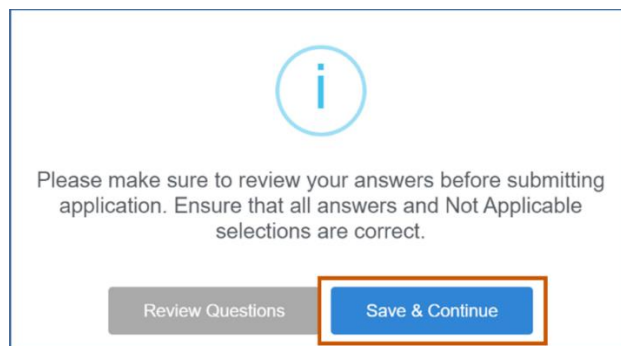 i
Please make sure to review your answers before submitting
application. Ensure that all answers and Not Applicable
selections are correct.
Review Questions Save & Continue